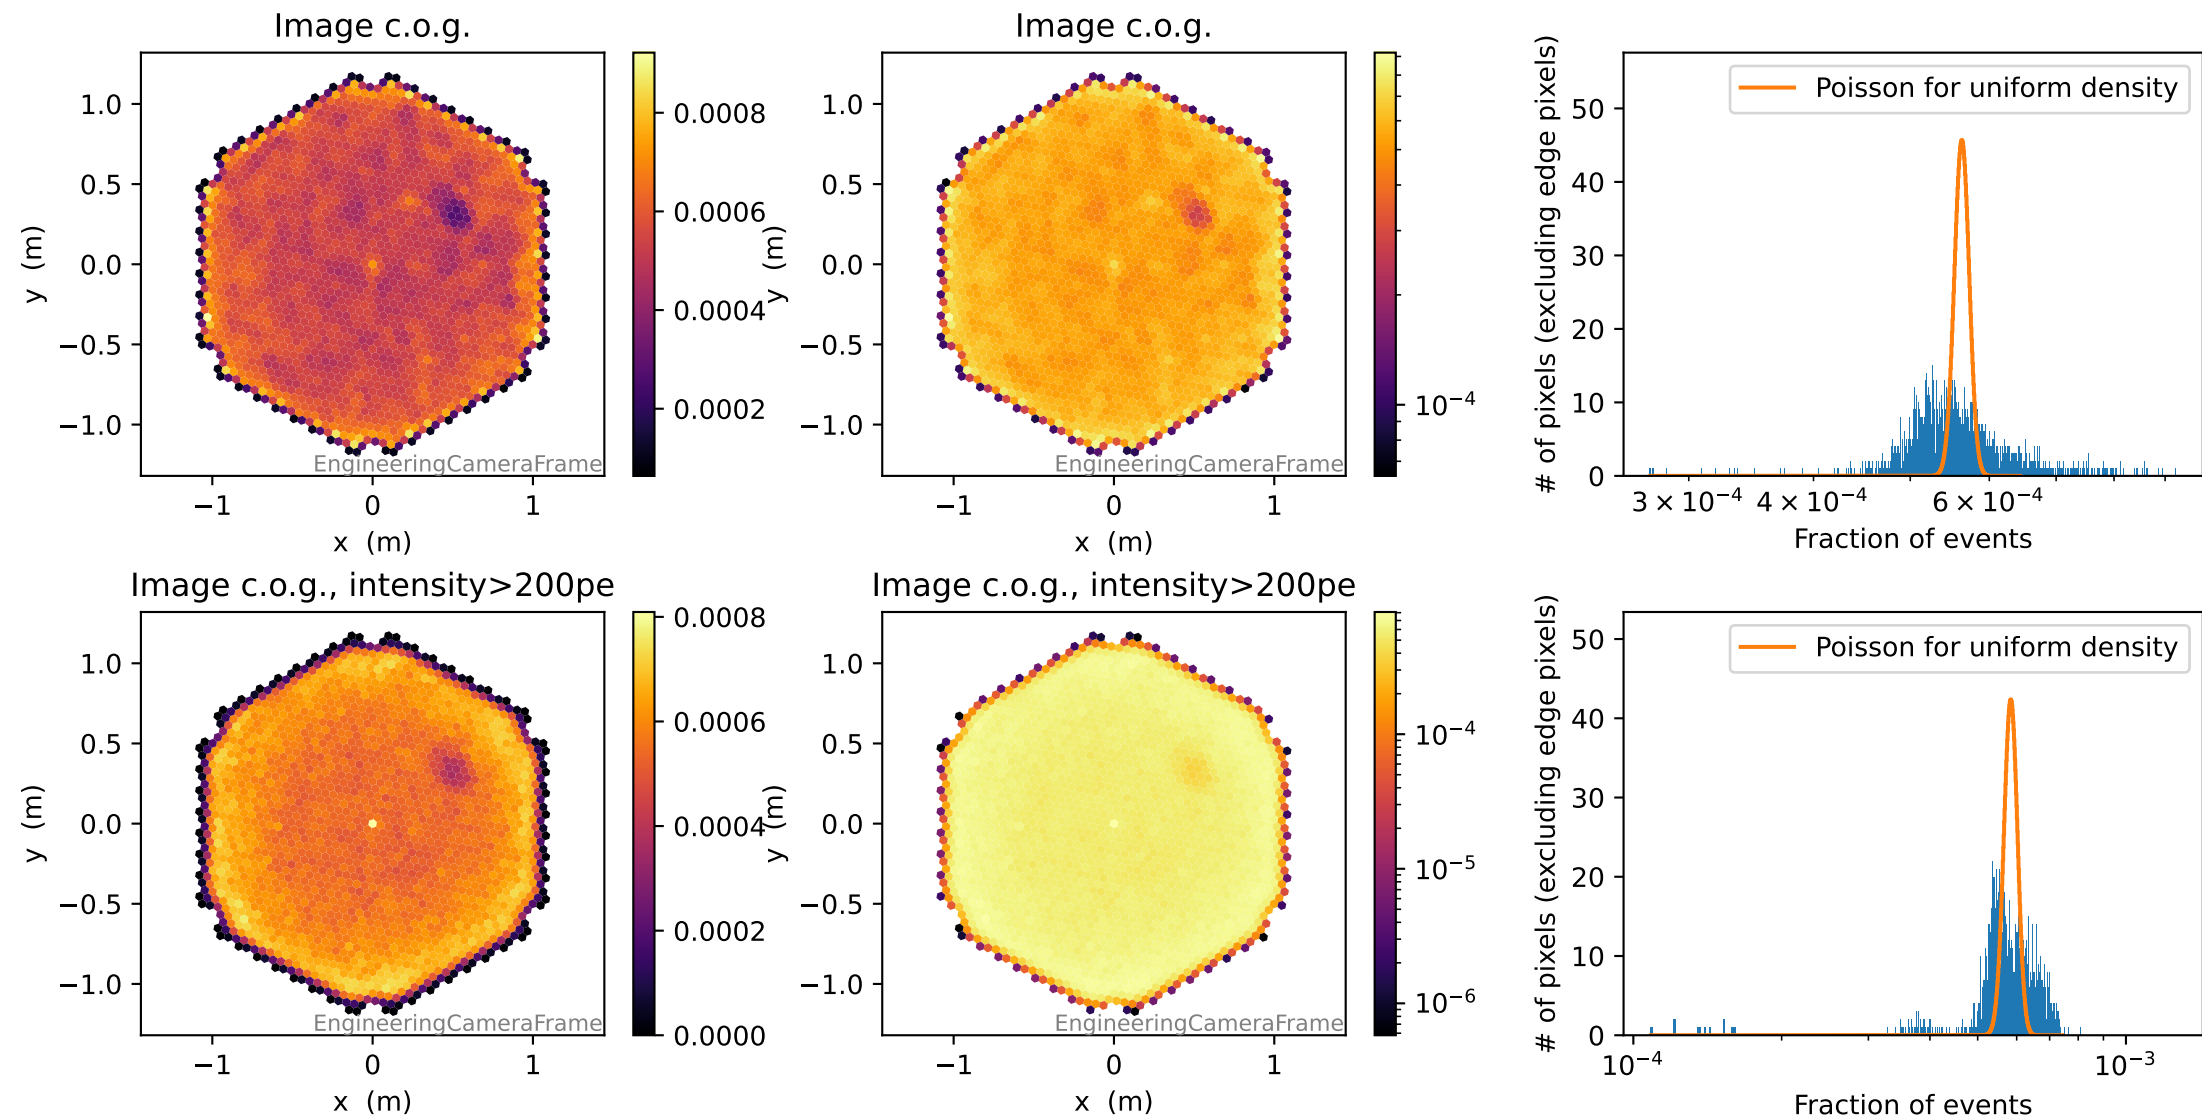 Image c.o.g.
1.0
0.5
0.0
−0.5
−1.0
y (m)
−1
0
1
x (m)
EngineeringCameraFrame
0.0008
0.0006
0.0004
0.0002
Image c.o.g.
1.0
0.5
0.0
−0.5
−1.0
y (m)
−1
0
1
x (m)
EngineeringCameraFrame
10⁻⁴
Poisson for uniform density
# of pixels (excluding edge pixels)
50
40
30
20
10
0
3 × 10⁻⁴
4 × 10⁻⁴
6 × 10⁻⁴
Fraction of events
Image c.o.g., intensity>200pe
1.0
0.5
0.0
−0.5
−1.0
y (m)
−1
0
1
x (m)
EngineeringCameraFrame
0.0008
0.0006
0.0004
0.0002
0.0000
Image c.o.g., intensity>200pe
1.0
0.5
0.0
−0.5
−1.0
y (m)
−1
0
1
x (m)
EngineeringCameraFrame
10⁻⁴
10⁻⁵
10⁻⁶
Poisson for uniform density
# of pixels (excluding edge pixels)
50
40
30
20
10
0
10⁻⁴
10⁻³
Fraction of events